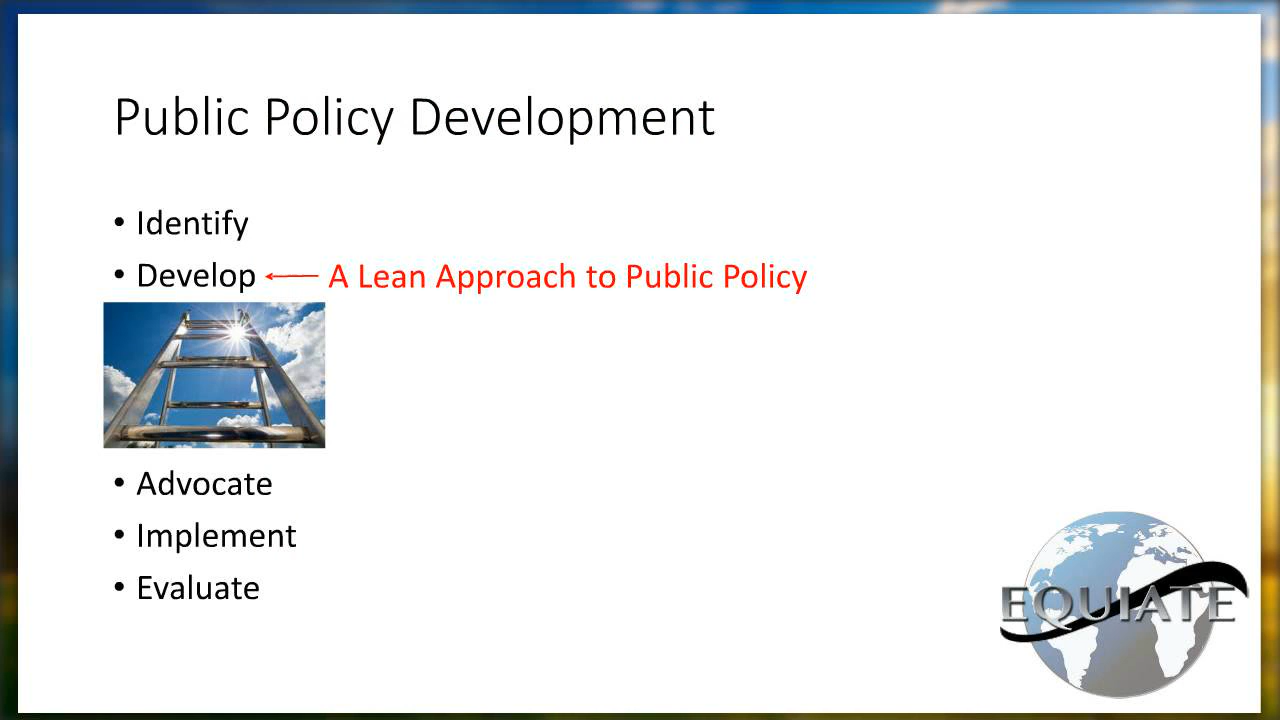 Public Policy Development
• Identify
• Develop
A Lean Approach to Public Policy
• Advocate
• Implement
• Evaluate
EQUIATE